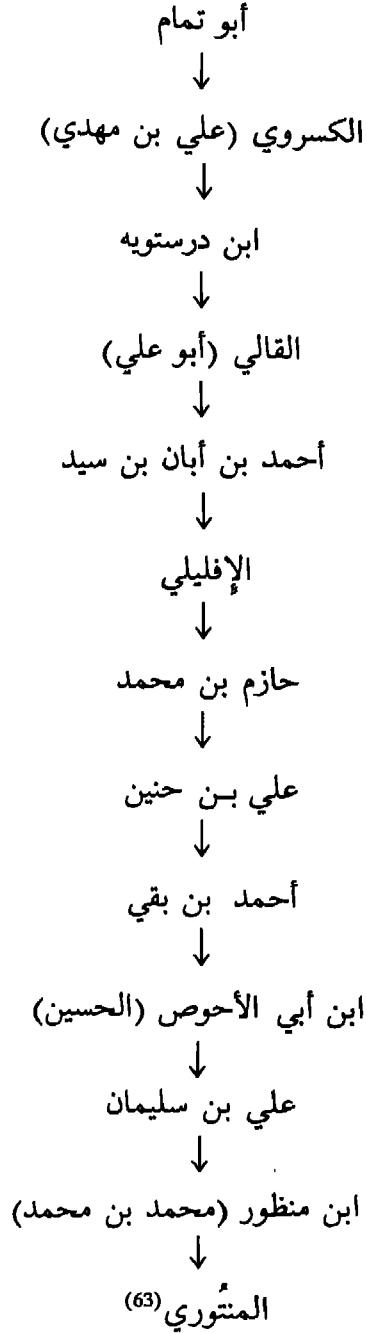 أبو تمام
↓
الكسروي (علي بن مهدي)
↓
ابن درستويه
↓
القالي (أبو علي)
↓
أحمد بن أبان بن سيد
↓
الإفليلي
↓
حازم بن محمد
↓
علي بن حنين
↓
أحمد بن بقي
↓
ابن أبي الأحوص (الحسين)
↓
علي بن سليمان
↓
ابن منظور (محمد بن محمد)
↓
المنتُوري (63)